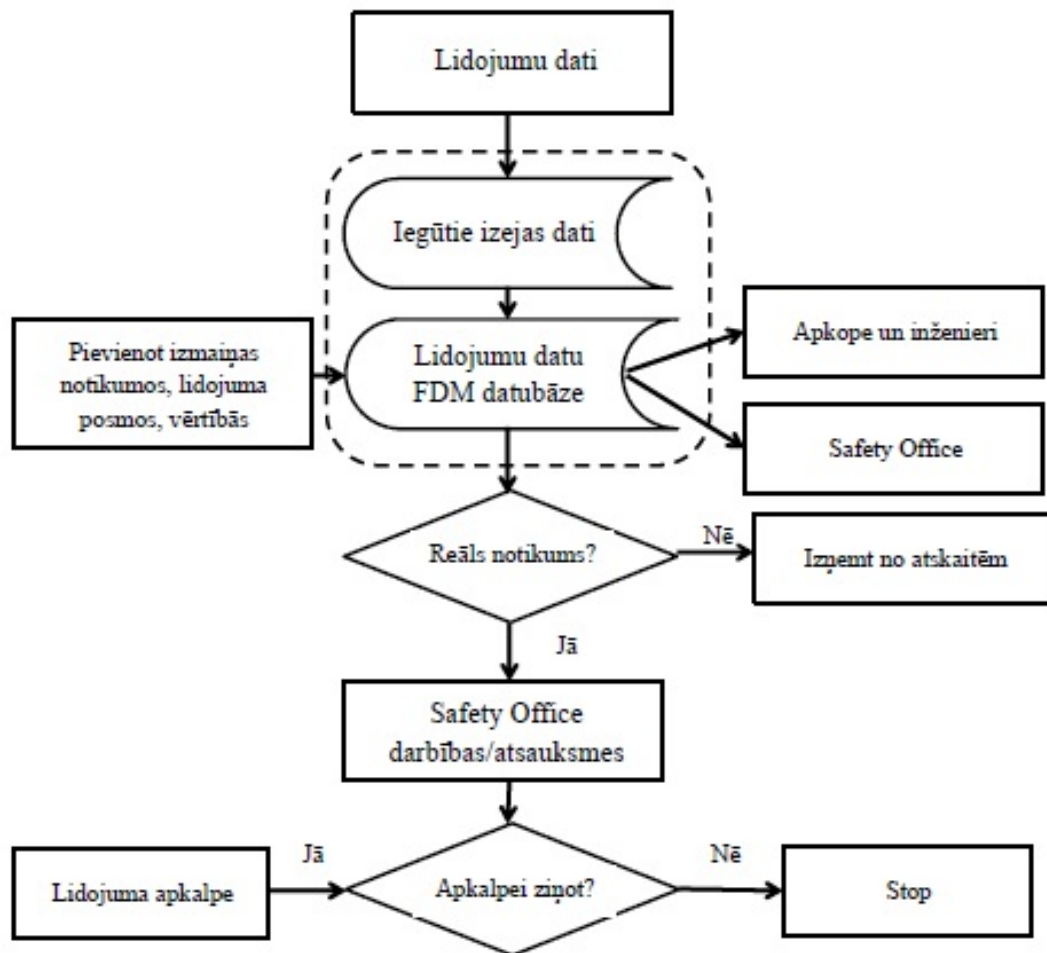 Lidojumu dati
Iegūtie izejas dati
Pievienot izmaiņas
notikumos, lidojuma
posmos, vērtībās
Lidojumu datu
FDM datubāze
Apkope un inženieri
Safety Office
Reāls notikums?
Nē
Izņemt no atskaitēm
Jā
Safety Office
darbības/atsauksmes
Lidojuma apkalpe
Jā
Apkalpei ziņot?
Nē
Stop